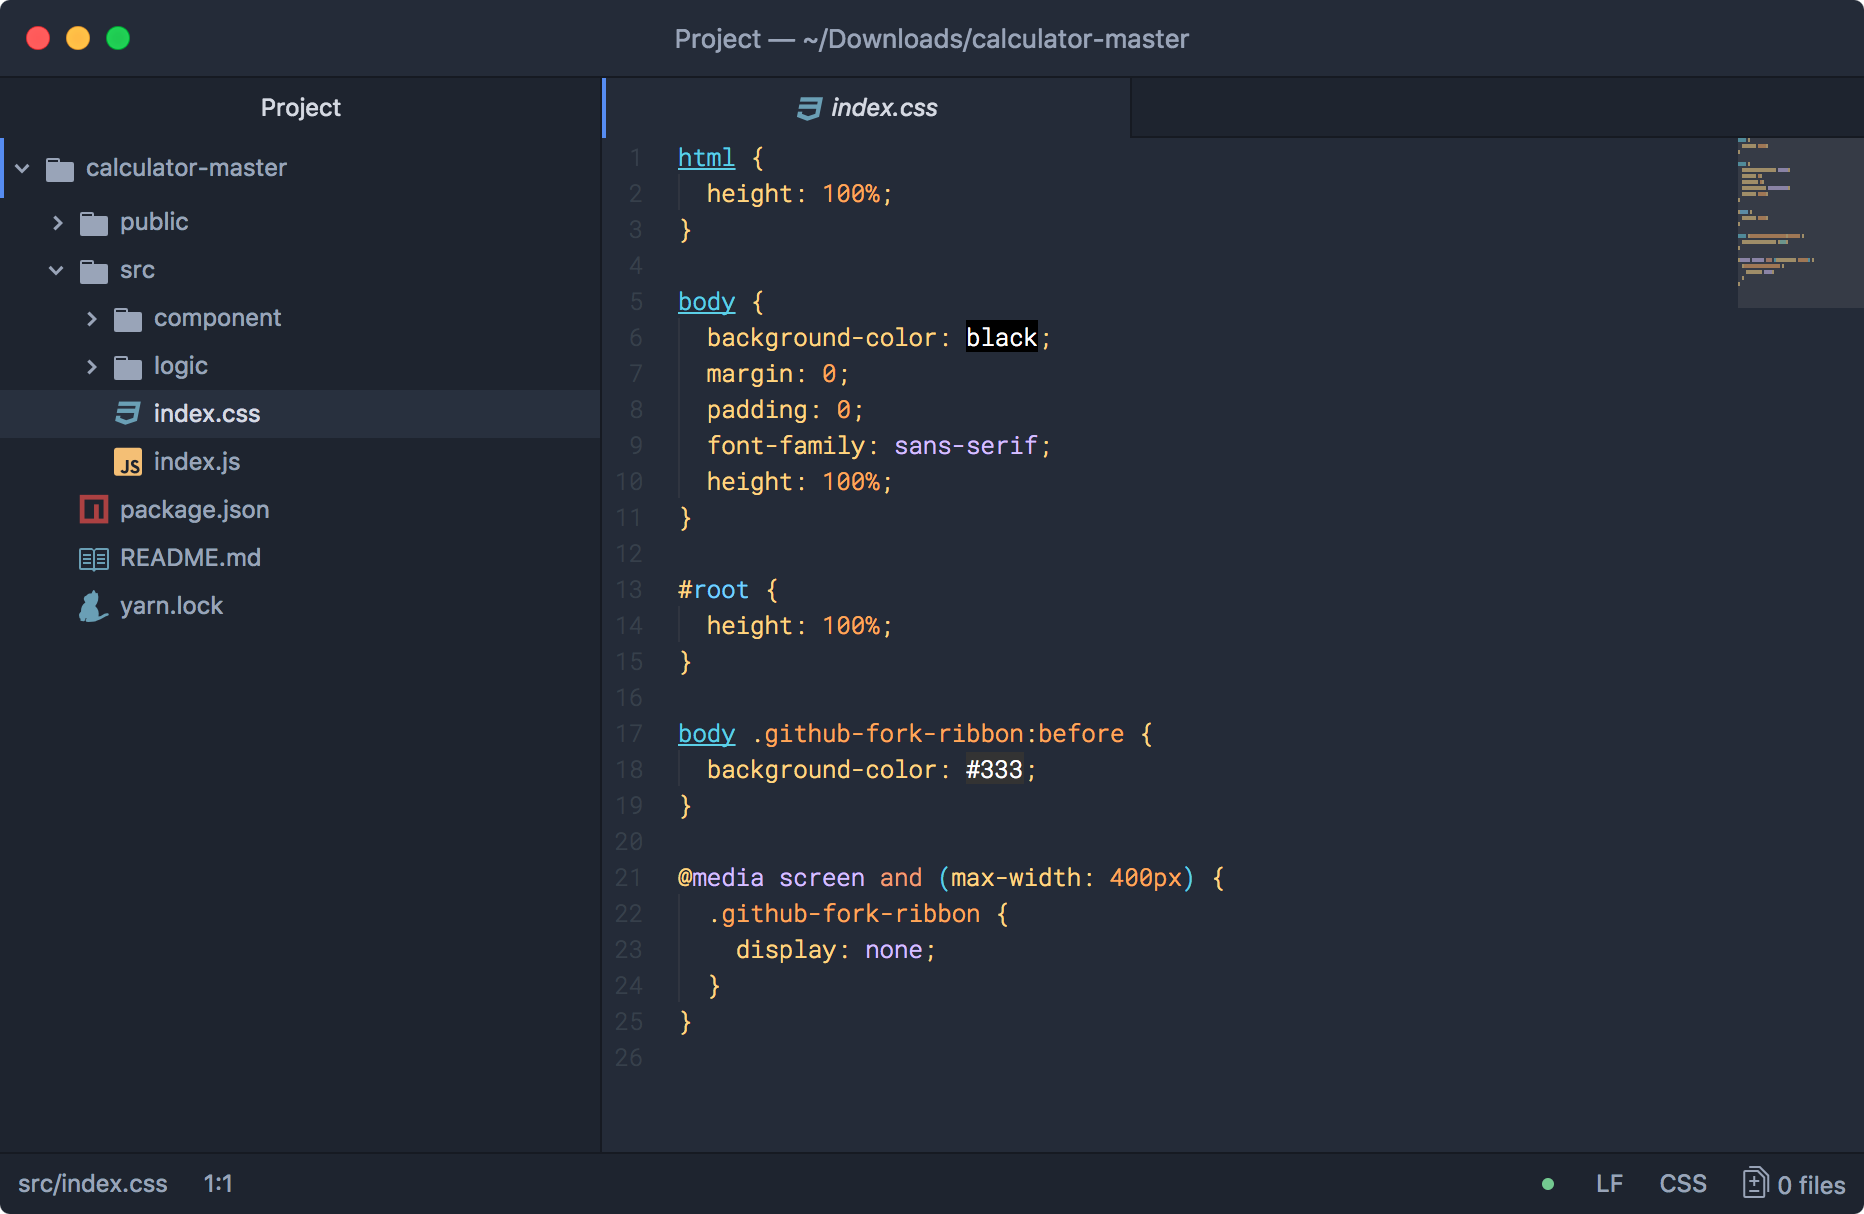 Project — ~/Downloads/calculator-master
Project
calculator-master
public
src
component
logic
index.css
JS index.js
package.json
README.md
yarn.lock
index.css
1 html {
2   height: 100%;
3 }
4
5 body {
6   background-color: black;
7   margin: 0;
8   padding: 0;
9   font-family: sans-serif;
10   height: 100%;
11 }
12
13 #root {
14   height: 100%;
15 }
16
17 body .github-fork-ribbon:before {
18   background-color: #333;
19 }
20
21 @media screen and (max-width: 400px) {
22   .github-fork-ribbon {
23     display: none;
24   }
25 }
26
src/index.css 1:1 LF CSS 0 files